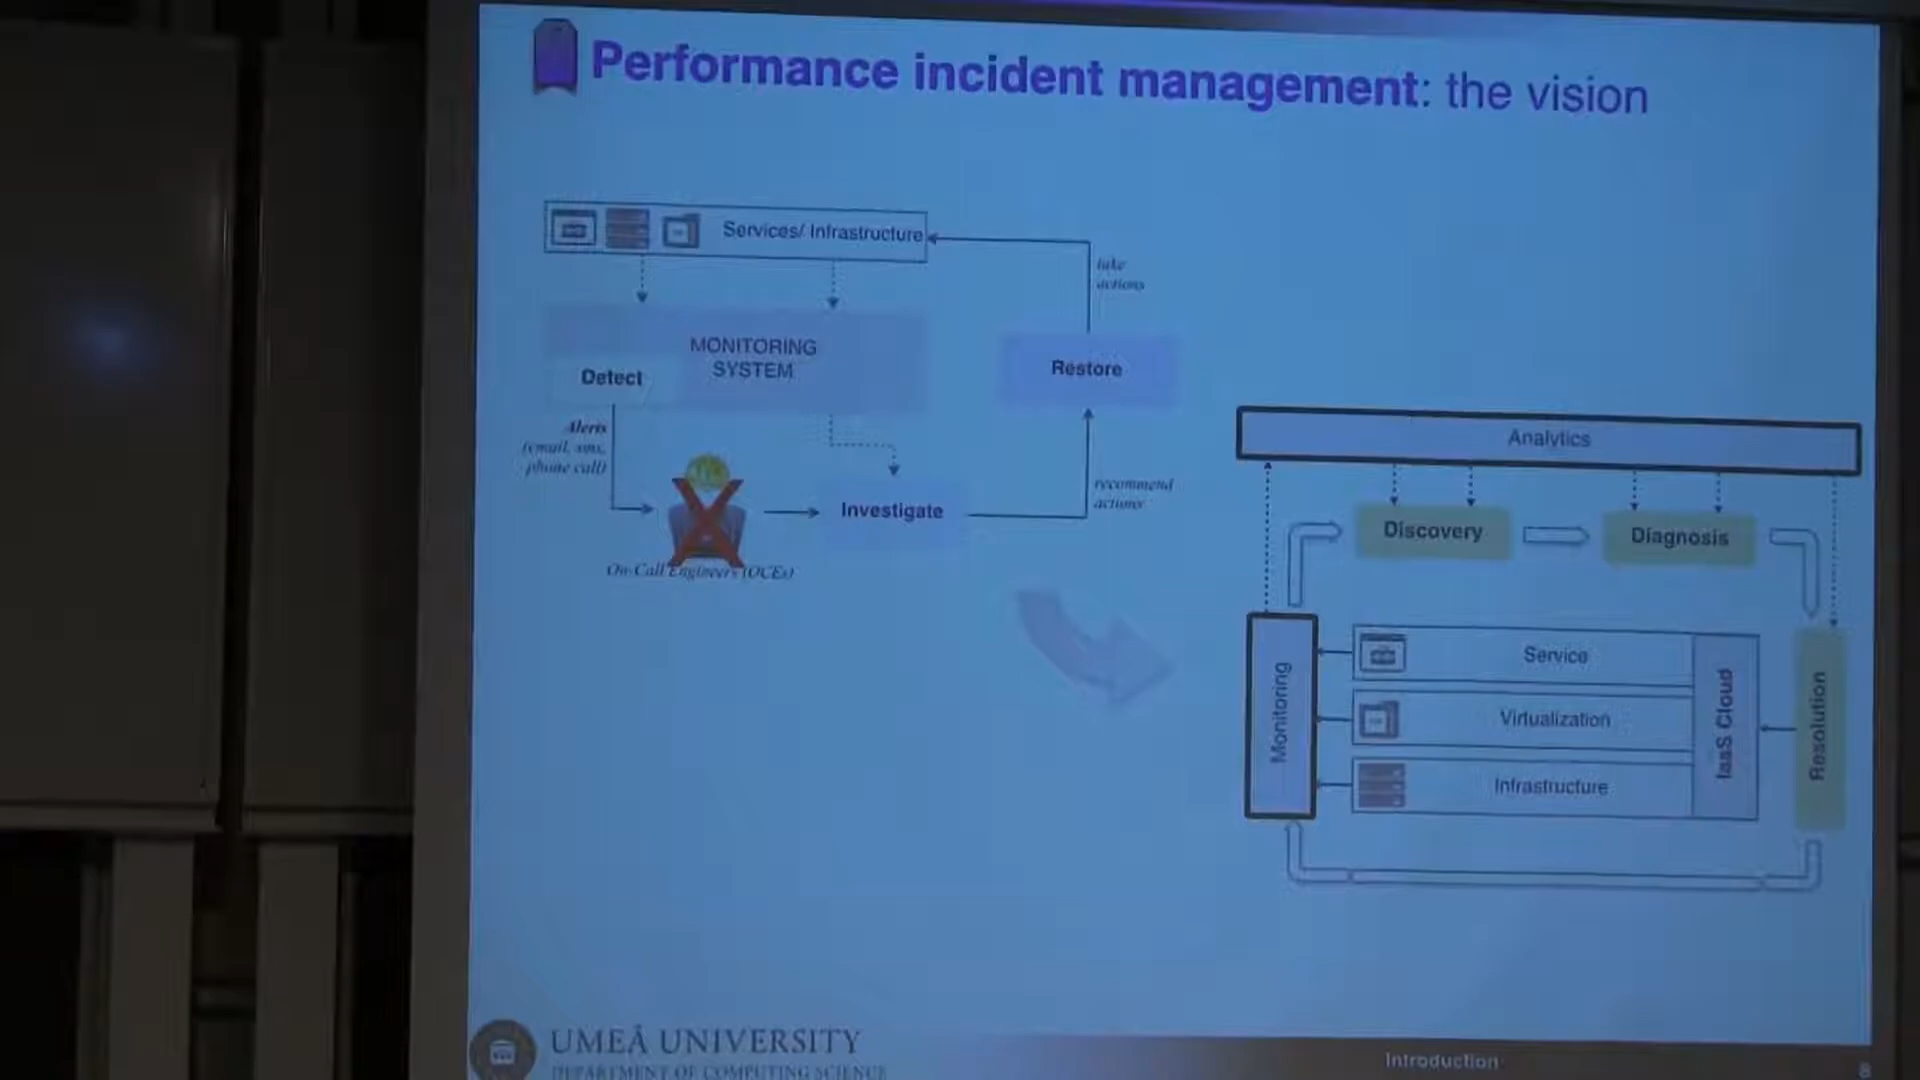 Performance incident management: the vision
Services/ Infrastructure
take
actions
MONITORING
SYSTEM
Detect
Restore
Alerts
(email, sms,
phone call)
Investigate
recommend
actions
On-Call Engineers (OCEs)
Analytics
Discovery
Diagnosis
Monitoring
Service
Virtualization
Infrastructure
IaaS Cloud
Resolution
UMEÅ UNIVERSITY
DEPARTMENT OF COMPUTING SCIENCE
Introduction
8